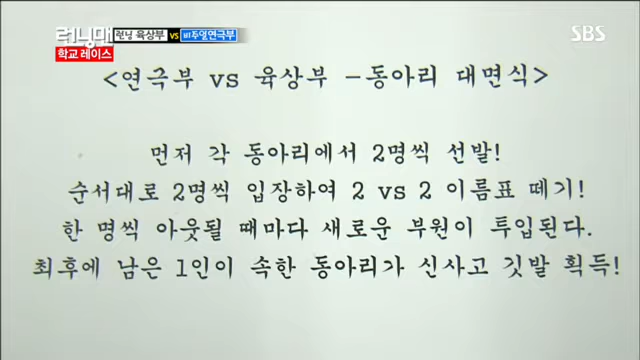 런닝맨 런닝 육상부 vs 비주얼연극부
학교 레이스
SBS
<연극부 vs 육상부 -동아리 대면식>
먼저 각 동아리에서 2명씩 선발!
순서대로 2명씩 입장하여 2 vs 2 이름표 떼기!
한 명씩 아웃될 때마다 새로운 부원이 투입된다.
최후에 남은 1인이 속한 동아리가 신사고 깃발 획득!